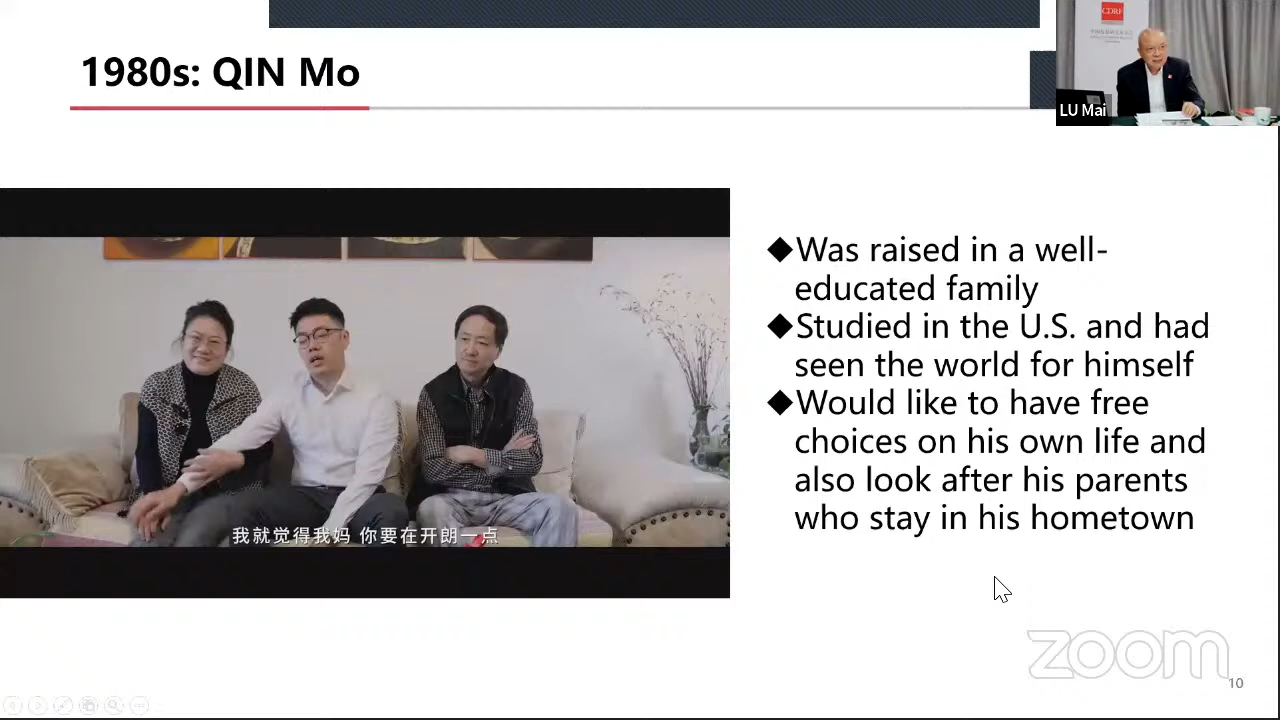 1980s: QIN Mo
CDRF
LU Mai
◆Was raised in a well-
educated family
◆Studied in the U.S. and had
seen the world for himself
◆Would like to have free
choices on his own life and
also look after his parents
who stay in his hometown
我就觉得我妈 你要在开朗一点
zoom
10